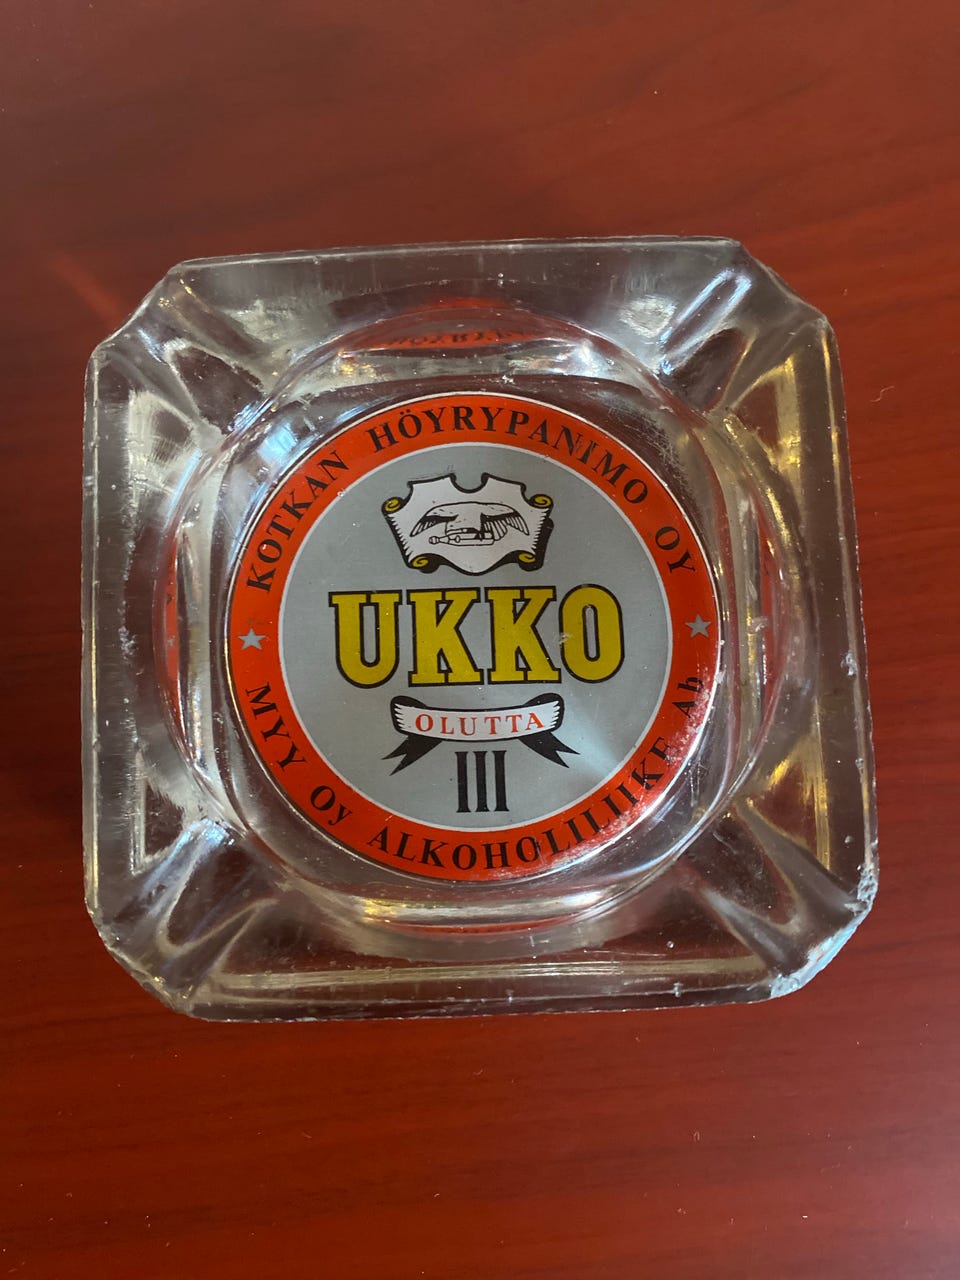 KOTKAN HÖYRYPANIMO OY
UKKO
OLUTTA
III
MYY Oy ALKOHOLILIIKE Ab